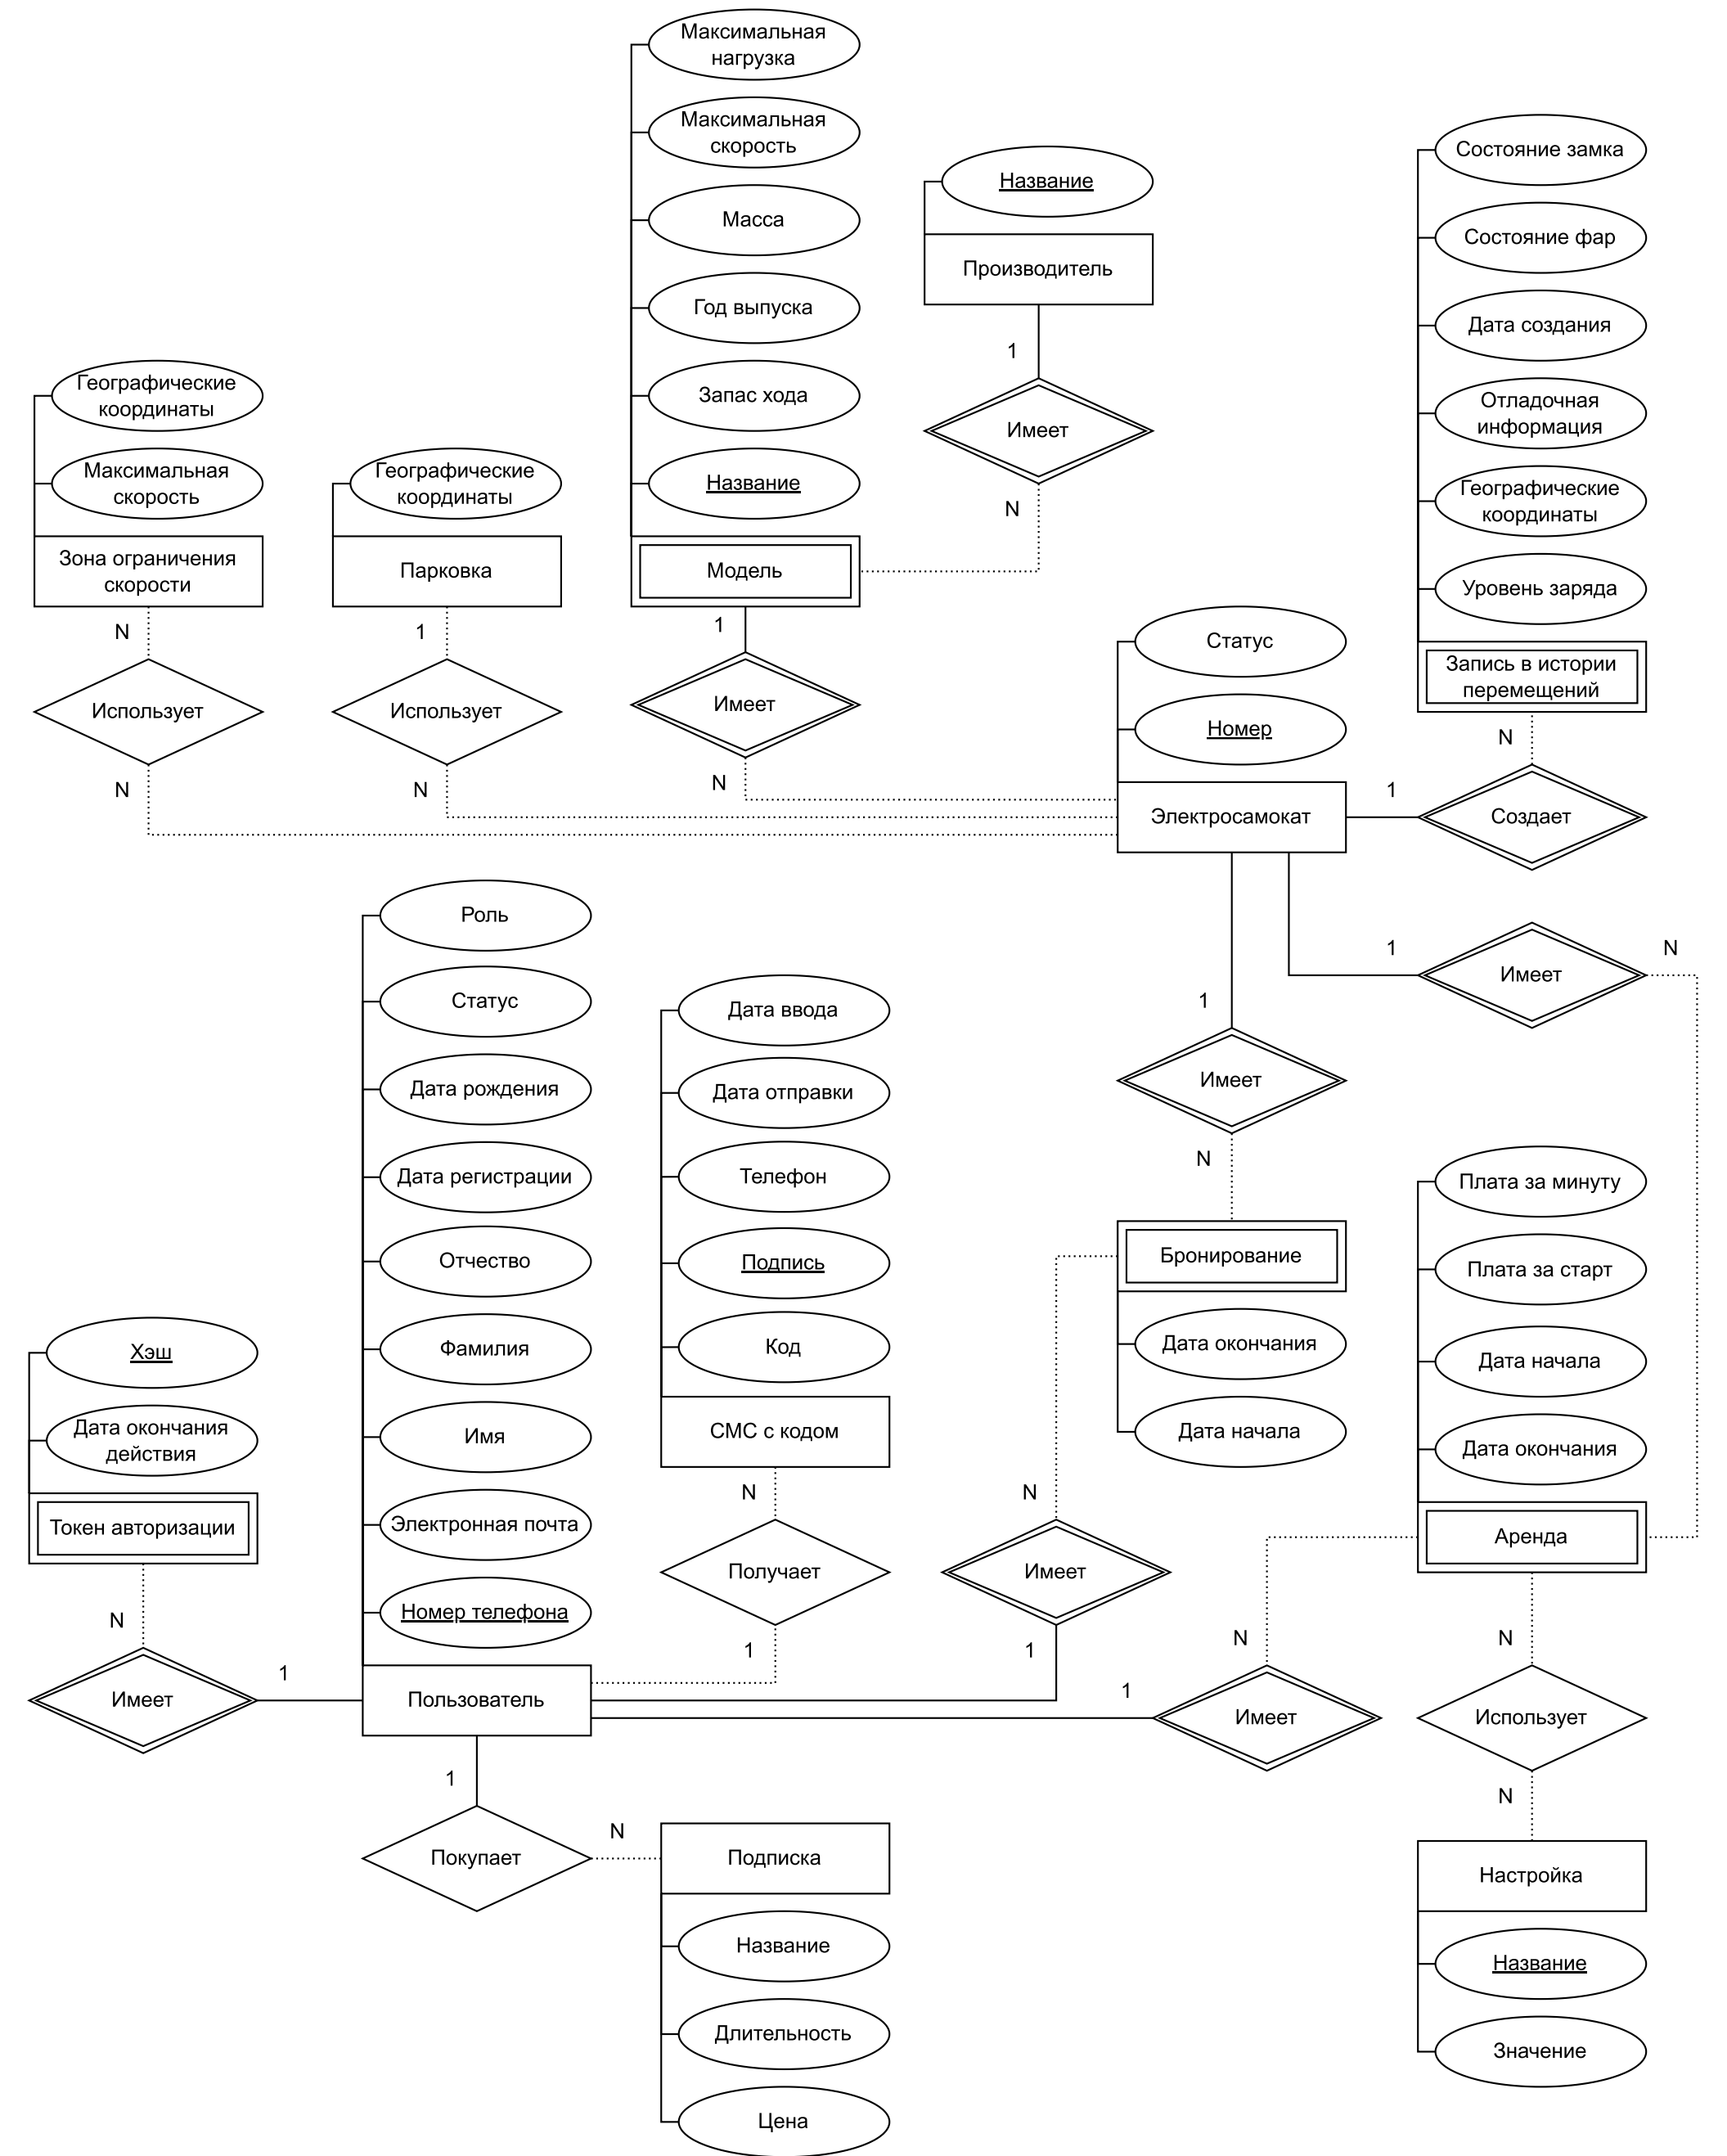 Максимальная
нагрузка
Максимальная
скорость
Масса
Год выпуска
Запас хода
Название
Модель
1
Имеет
N
Название
Производитель
1
Имеет
N
Состояние замка
Состояние фар
Дата создания
Отладочная
информация
Географические
координаты
Уровень заряда
Запись в истории
перемещений
N
Создает
1
Географические
координаты
Максимальная
скорость
Зона ограничения
скорости
N
Использует
N
Географические
координаты
Парковка
1
Использует
N
Статус
Номер
Электросамокат
1
Имеет
N
1
Имеет
N
Роль
Статус
Дата рождения
Дата регистрации
Отчество
Фамилия
Имя
Электронная почта
Номер телефона
Пользователь
Дата ввода
Дата отправки
Телефон
Подпись
Код
СМС с кодом
N
Получает
1
Бронирование
Дата окончания
Дата начала
N
Имеет
1
Плата за минуту
Плата за старт
Дата начала
Дата окончания
Аренда
N
Имеет
1
N
Использует
N
Настройка
Название
Значение
Хэш
Дата окончания
действия
Токен авторизации
N
Имеет
1
1
Покупает
N
Подписка
Название
Длительность
Цена